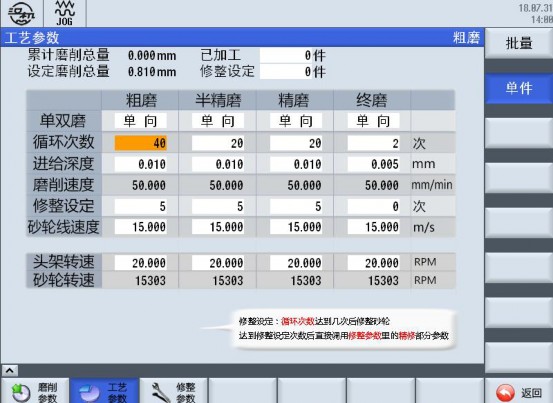 汉机 JOG 18.07.31
14:08
工艺参数 粗磨 批量
累计磨削总量 0.000mm 已加工 0件
设定磨削总量 0.810mm 修整设定 0件
单件
粗磨 半精磨 精磨 终磨
单双磨 单 向 单 向 单 向 单 向
循环次数 40 20 20 2 次
进给深度 0.010 0.010 0.010 0.005 mm
磨削速度 50.000 50.000 50.000 50.000 mm/min
修整设定 5 5 5 0 次
砂轮线速度 15.000 15.000 15.000 15.000 m/s
头架转速 20.000 20.000 20.000 20.000 RPM
砂轮转速 15303 15303 15303 15303 RPM
修整设定：循环次数达到几次后修整砂轮
达到修整设定次数后直接调用修整参数里的精修部分参数
磨削参数 工艺参数 修整参数 返回